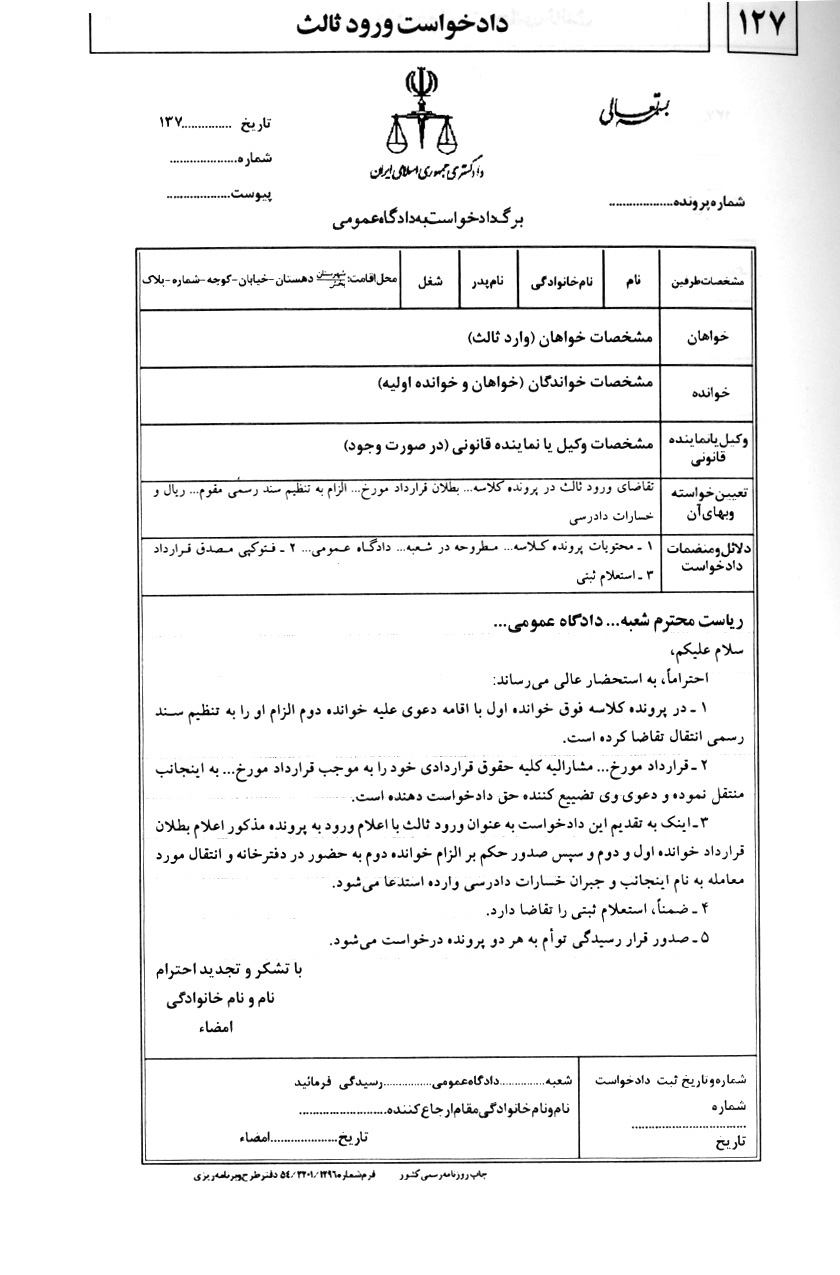 ۱۲۷
دادخواست ورود ثالث
بسمه تعالی
تاریخ ..............۱۳۷
شماره.....................
پیوست...................
دادگستری جمهوری اسلامی ایران
شماره پرونده...................
برگ دادخواست به دادگاه عمومی
مشخصات طرفین نام نام خانوادگی نام پدر شغل محل اقامت: شهرستان بخش دهستان-خیابان-کوچه-شماره-پلاک
خواهان مشخصات خواهان (وارد ثالث)
خوانده مشخصات خواندگان (خواهان و خوانده اولیه)
وکیل یا نماینده قانونی مشخصات وکیل یا نماینده قانونی (در صورت وجود)
تعیین خواسته وبهای آن تقاضای ورود ثالث در پرونده کلاسه... بطلان قرارداد مورخ... الزام به تنظیم سند رسمی مقوم... ریال و
خسارات دادرسی
دلائل و منضمات دادخواست ۱ ـ محتویات پرونده کلاسه... مطروحه در شعبه... دادگاه عمومی... ۲ ـ فتوکپی مصدق قرارداد
۳ ـ استعلام ثبتی
ریاست محترم شعبه... دادگاه عمومی...
سلام علیکم،
احتراماً، به استحضار عالی می‌رساند:
۱ ـ در پرونده کلاسه فوق خوانده اول با اقامه دعوی علیه خوانده دوم الزام او را به تنظیم سند
رسمی انتقال تقاضا کرده است.
۲ ـ قرارداد مورخ... مشارالیه کلیه حقوق قراردادی خود را به موجب قرارداد مورخ... به اینجانب
منتقل نموده و دعوی وی تضییع کننده حق دادخواست دهنده است.
۳ ـ اینک به تقدیم این دادخواست به عنوان ورود ثالث با اعلام ورود به پرونده مذکور اعلام بطلان
قرارداد خوانده اول و دوم و سپس صدور حکم بر الزام خوانده دوم به حضور در دفترخانه و انتقال مورد
معامله به نام اینجانب و جبران خسارات دادرسی وارده استدعا می‌شود.
۴ ـ ضمناً، استعلام ثبتی را تقاضا دارد.
۵ ـ صدور قرار رسیدگی توأم به هر دو پرونده درخواست می‌شود.
با تشکر و تجدید احترام
نام و نام خانوادگی
امضاء
شماره و تاریخ ثبت دادخواست
شماره
................................
تاریخ
شعبه...............دادگاه عمومی................رسیدگی فرمائید
نام و نام خانوادگی مقام ارجاع کننده..........................
تاریخ....................امضاء
چاپ روزنامه رسمی کشور فرم شماره ۵۴/۳۲۰۱/۱۲۹۶ دفتر طرح و برنامه ریزی